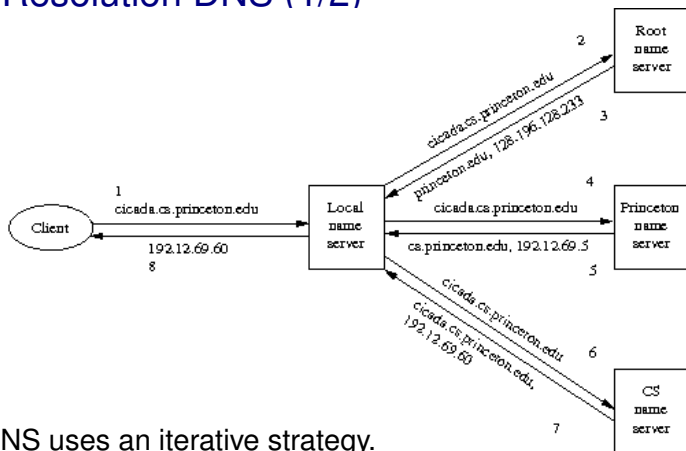 Resolution DNS (1/2)
2
Root
name
server
cicada.cs.princeton.edu
princeton.edu, 128.196.128.233
3
1
cicada.cs.princeton.edu
Client
192.12.69.60
8
Local
name
server
4
cicada.cs.princeton.edu
cs.princeton.edu, 192.12.69.5
5
Princeton
name
server
cicada.cs.princeton.edu
cicada.cs.princeton.edu,
192.12.69.60
6
7
CS
name
server
NS uses an iterative strategy.